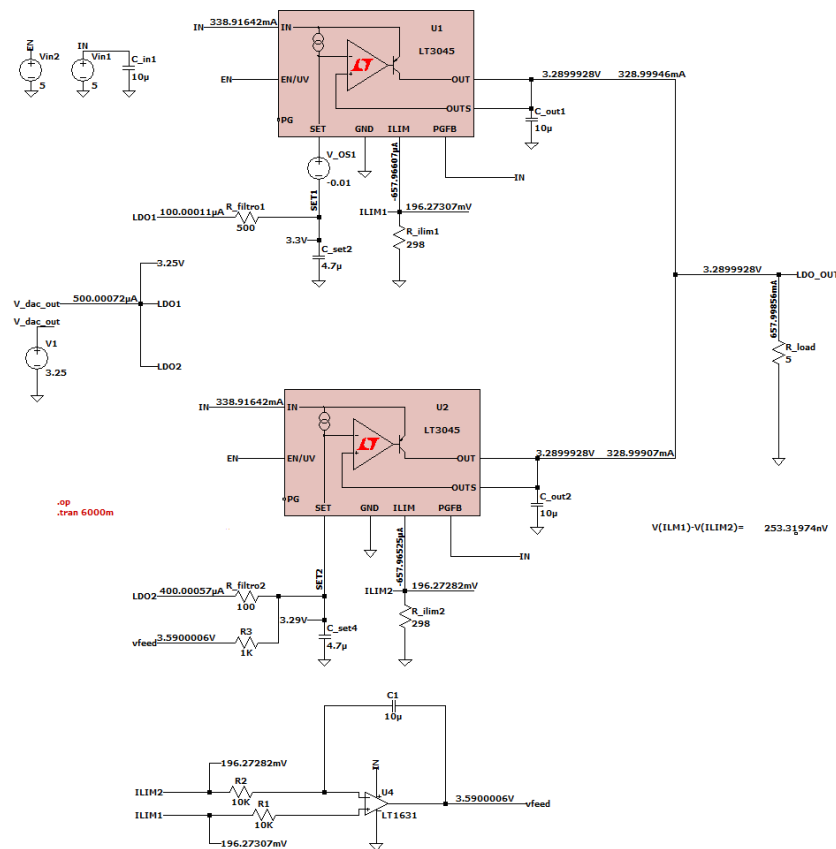 IN
338.91642mA
IN
U1
LT3045
EN
Vin2
5
IN
Vin1
5
C_in1
10µ
EN
EN/UV
OUT
3.2899928V
328.99946mA
OUTS
C_out1
10µ
PG
SET
GND
ILIM
PGFB
V_OS1
-0.01
-657.96607µA
IN
SET1
LDO1
100.00011µA
R_filtro1
500
ILIM1
196.27307mV
3.3V
C_set2
4.7µ
R_ilim1
298
3.25V
V_dac_out
500.00072µA
LDO1
LDO2
V_dac_out
V1
3.25
3.2899928V
LDO_OUT
657.99856mA
R_load
5
IN
338.91642mA
IN
U2
LT3045
EN
EN/UV
OUT
3.2899928V
328.99907mA
OUTS
C_out2
10µ
PG
SET
GND
ILIM
PGFB
.op
.tran 6000m
V(ILM1)-V(ILIM2)=
253.31974nV
-657.96525µA
IN
SET2
LDO2
400.00057µA
R_filtro2
100
ILIM2
196.27282mV
3.29V
C_set4
4.7µ
R_ilim2
298
vfeed
3.5900006V
R3
1K
C1
10µ
196.27282mV
IN
ILIM2
R2
10K
U4
LT1631
3.5900006V
vfeed
ILIM1
R1
10K
196.27307mV